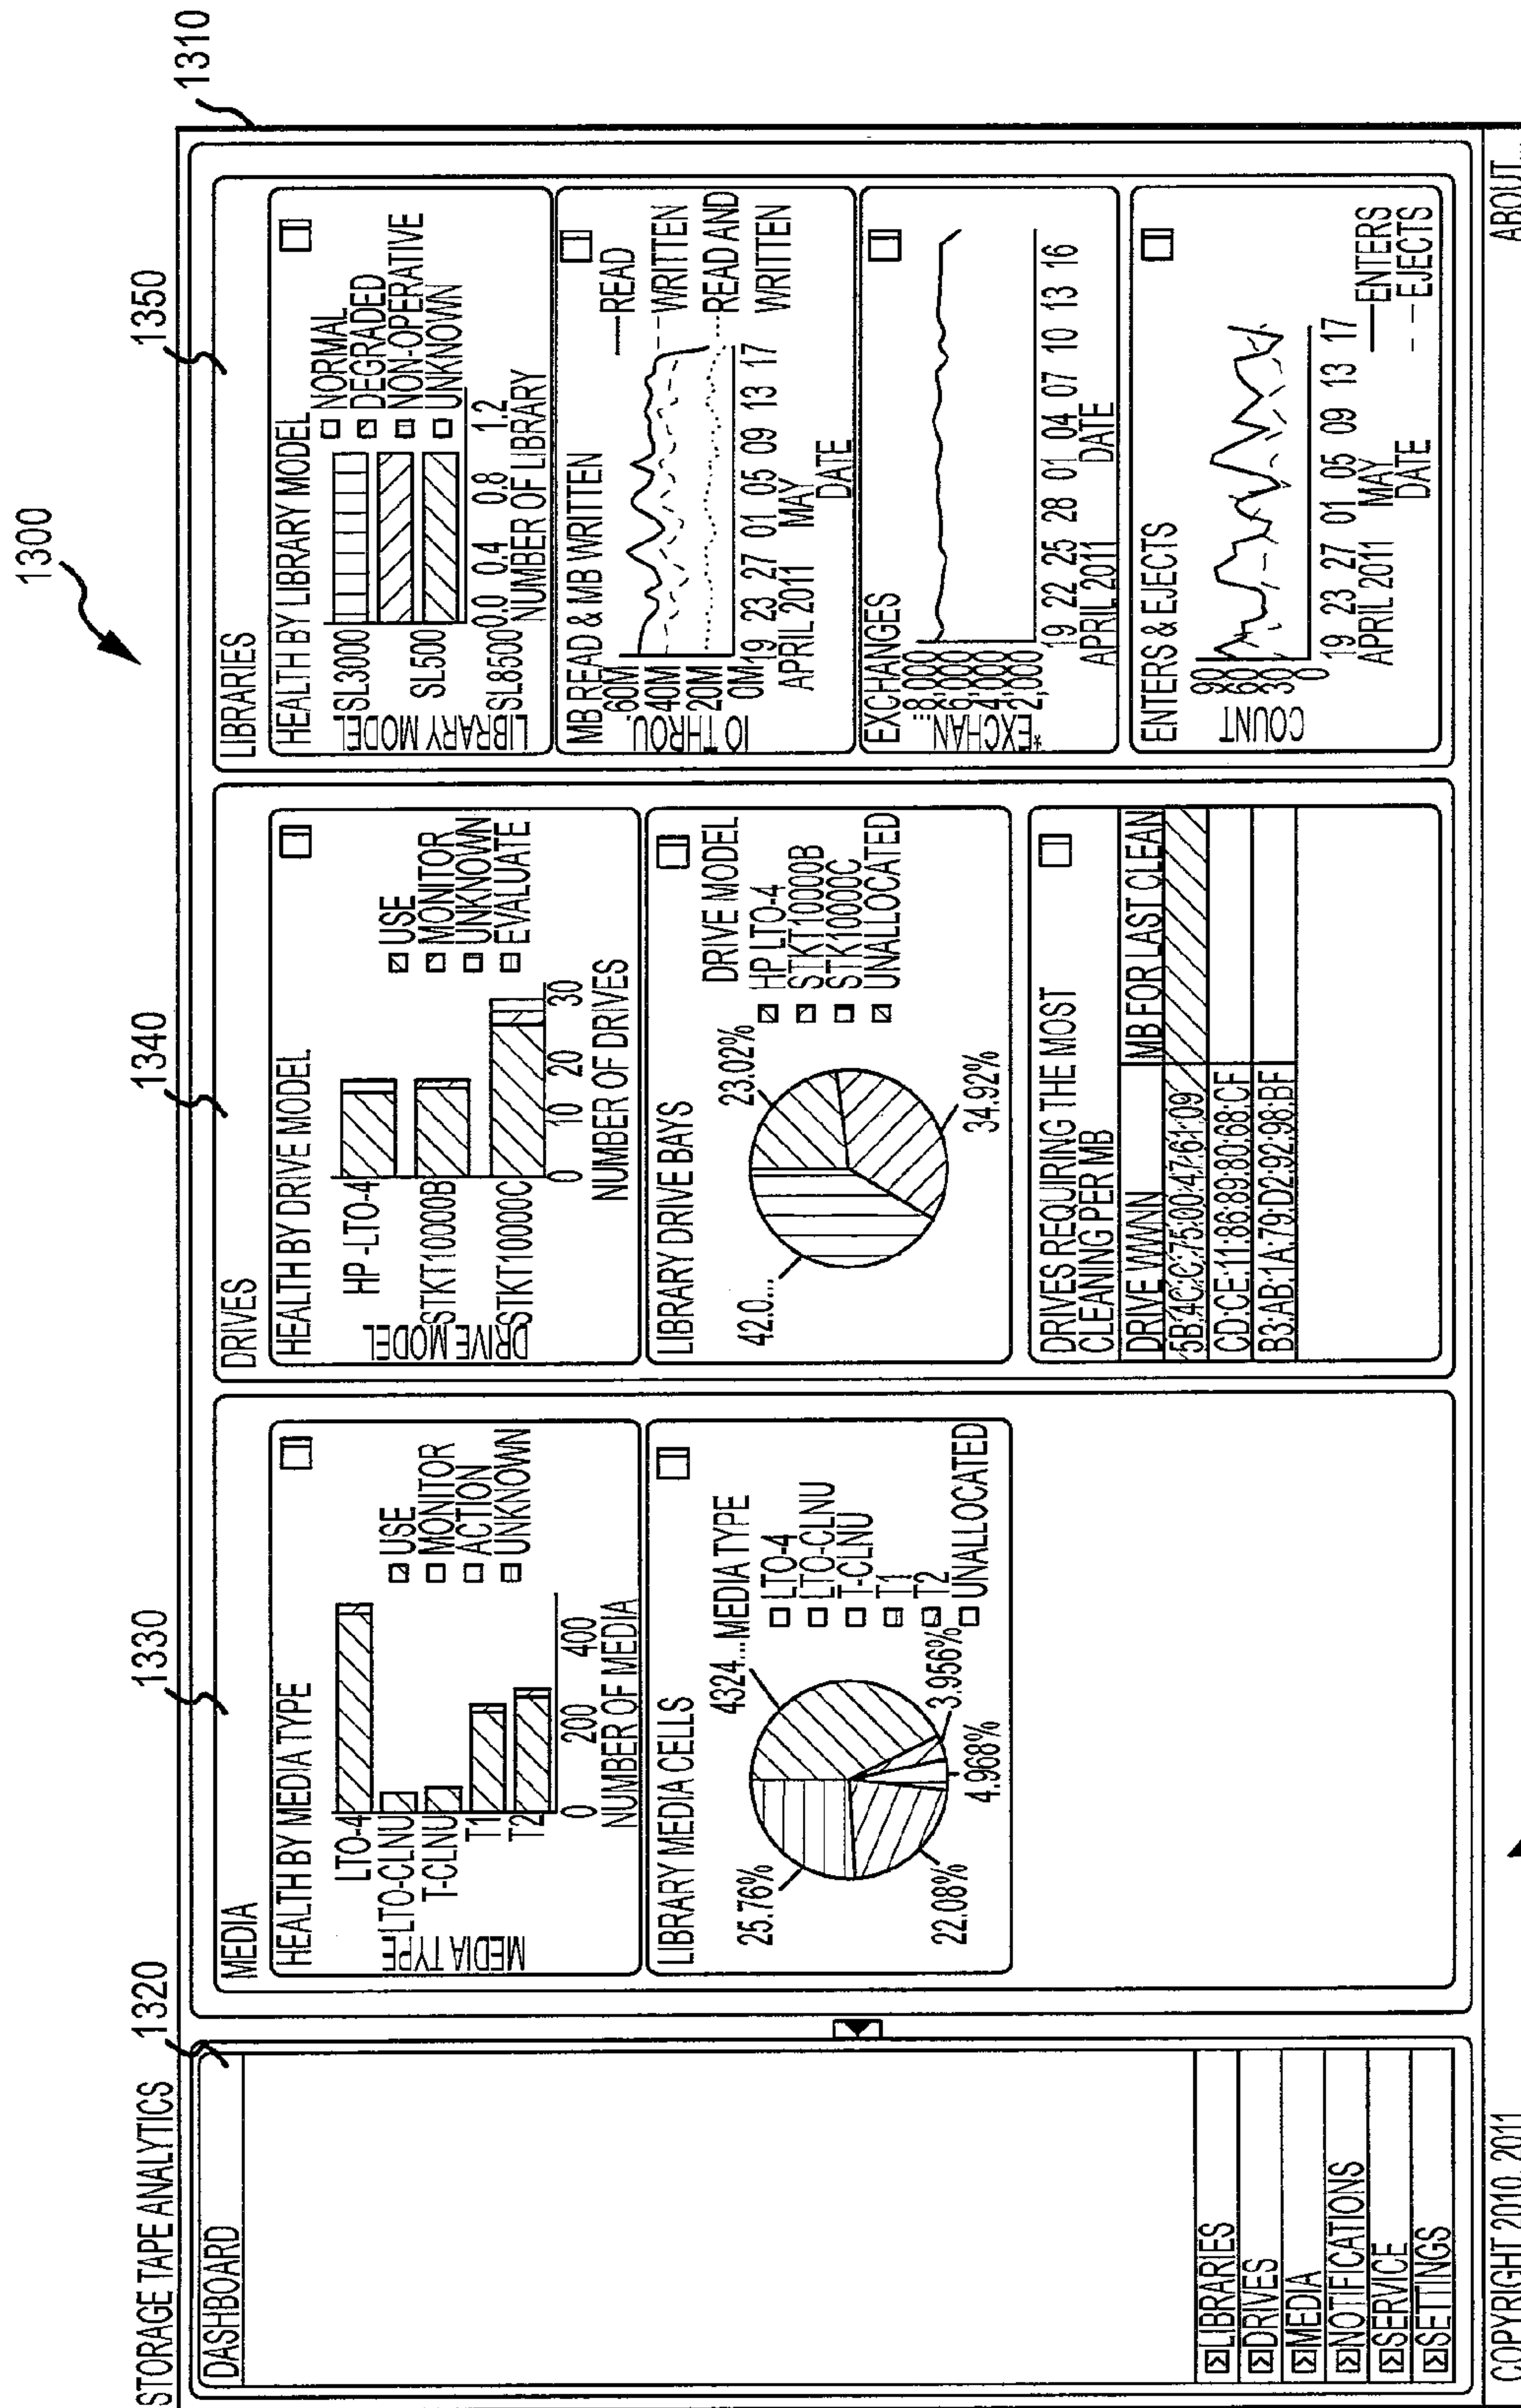 1300
1310
STORAGE TAPE ANALYTICS
1320
1330
1340
1350
DASHBOARD
LIBRARIES
DRIVES
MEDIA
NOTIFICATIONS
SERVICE
SETTINGS
MEDIA
HEALTH BY MEDIA TYPE
MEDIA TYPE
LTO-4
LTO-CLNU
T-CLNU
T1
T2
0 200 400
NUMBER OF MEDIA
USE
MONITOR
ACTION
UNKNOWN
LIBRARY MEDIA CELLS
25.76%
4324...
3.956%
4.968%
22.08%
MEDIA TYPE
LTO-4
LTO-CLNU
T-CLNU
T1
T2
UNALLOCATED
DRIVES
HEALTH BY DRIVE MODEL
DRIVE MODEL
HP -LTO-4
STKT10000B
STKT10000C
0 10 20 30
NUMBER OF DRIVES
USE
MONITOR
UNKNOWN
EVALUATE
LIBRARY DRIVE BAYS
42.0...
23.02%
34.92%
DRIVE MODEL
HP LTO-4
STKT10000B
STK10000C
UNALLOCATED
DRIVES REQUIRING THE MOST
CLEANING PER MB
DRIVE WWNN MB FOR LAST CLEAN
CD:CE:11:86:89:80:68:CF
B3:AB:1A:79:D2:92:98:BF
LIBRARIES
HEALTH BY LIBRARY MODEL
LIBRARY MODEL
SL3000
SL500
SL8500
0.0 0.4 0.8 1.2
NUMBER OF LIBRARY
NORMAL
DEGRADED
NON-OPERATIVE
UNKNOWN
MB READ & MB WRITTEN
IO THROU.
60M
40M
20M
0M
19 23 27 01 05 09 13 17
APRIL 2011 MAY
DATE
READ
WRITTEN
READ AND
WRITTEN
EXCHANGES
*EXCHAN...
8,000
6,000
4,000
2,000
19 22 25 28 01 04 07 10 13 16
APRIL 2011 DATE
ENTERS & EJECTS
COUNT
90
60
30
0
19 23 27 01 05 09 13 17
APRIL 2011 MAY
DATE
ENTERS
EJECTS
COPYRIGHT 2010, 2011
ABOUT...